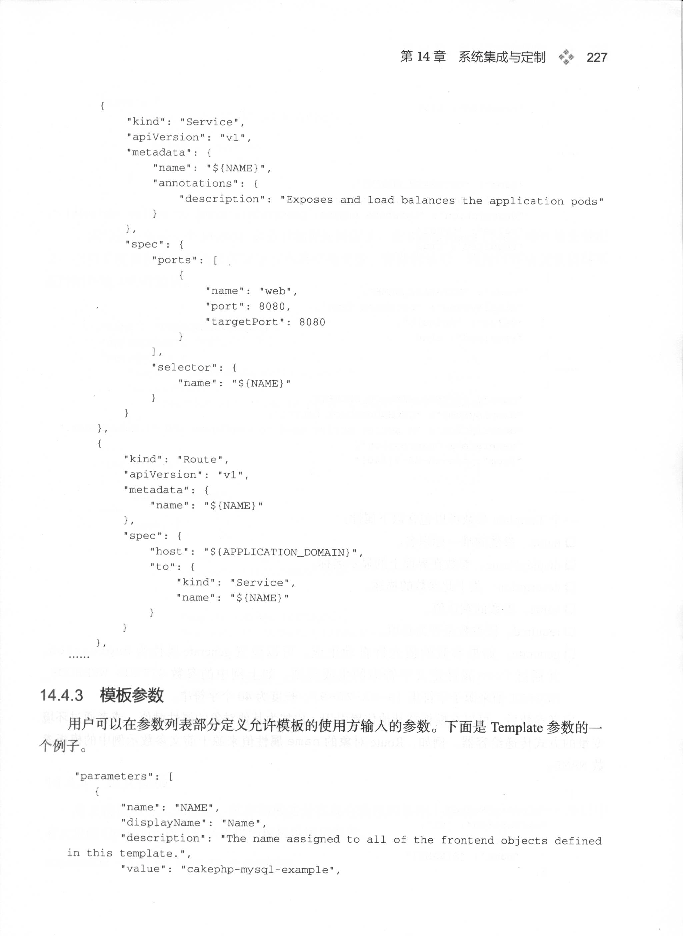 第 14 章 系统集成与定制 227
{
"kind": "Service",
"apiVersion": "v1",
"metadata": {
"name": "${NAME}",
"annotations": {
"description": "Exposes and load balances the application pods"
}
},
"spec": {
"ports": [
{
"name": "web",
"port": 8080,
"targetPort": 8080
}
],
"selector": {
"name": "${NAME}"
}
}
},
{
"kind": "Route",
"apiVersion": "v1",
"metadata": {
"name": "${NAME}"
},
"spec": {
"host": "${APPLICATION_DOMAIN}",
"to": {
"kind": "Service",
"name": "${NAME}"
}
}
},
……
14.4.3 模板参数
用户可以在参数列表部分定义允许模板的使用方输入的参数。下面是 Template 参数的一
个例子。
"parameters": [
{
"name": "NAME",
"displayName": "Name",
"description": "The name assigned to all of the frontend objects defined
in this template.",
"value": "cakephp-mysql-example",